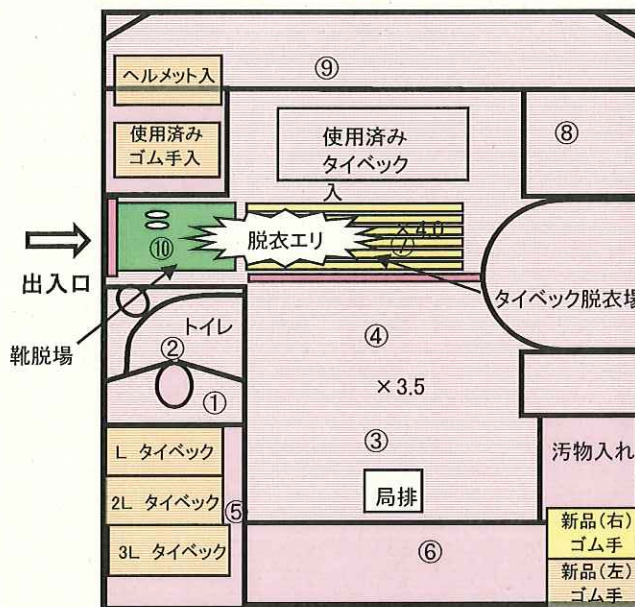 ⑨
ヘルメット入
使用済み
ゴム手入
使用済み
タイベック
入
⑧
⑩
脱衣エリ
×4.0
⑦
出入口
タイベック脱衣場
靴脱場
トイレ
②
①
④
×3.5
③
局排
L タイベック
2L タイベック
3L タイベック
⑤
⑥
汚物入れ
新品(右)
ゴム手
新品(左)
ゴム手